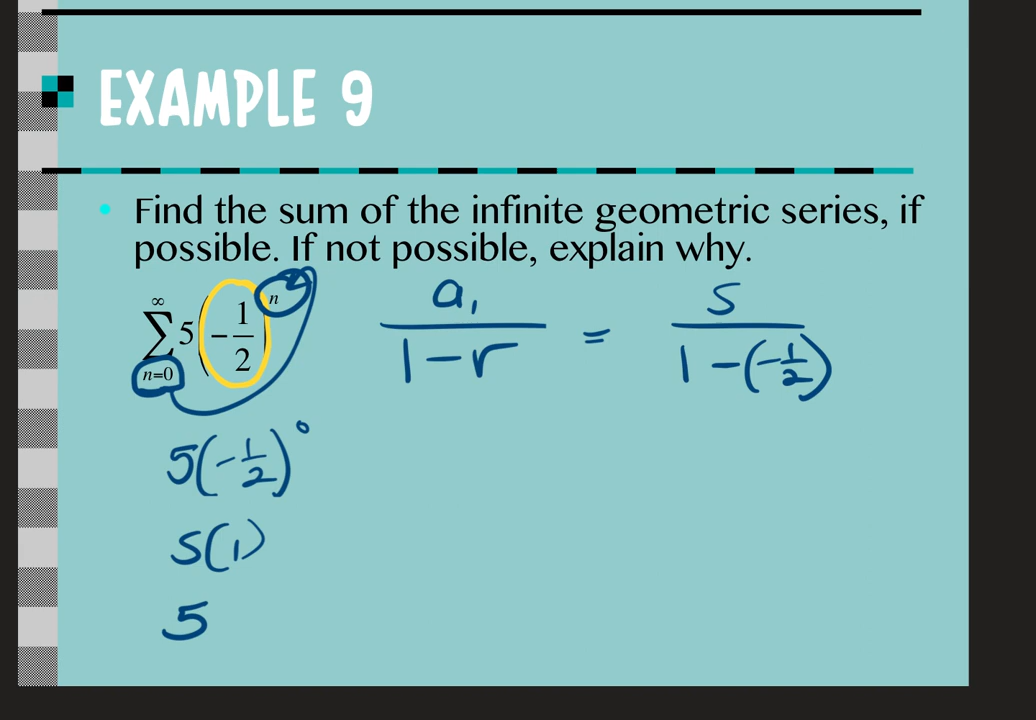 EXAMPLE 9
• Find the sum of the infinite geometric series, if
possible. If not possible, explain why.
∑_{n=0}^{∞} 5(-1/2)^n
a₁/(1-r) = 5/(1-(-1/2))
5(-1/2)^0
5(1)
5